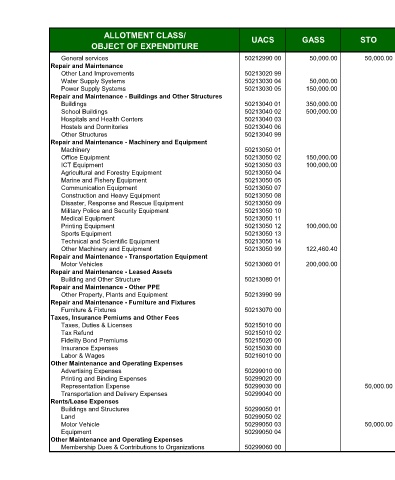 ALLOTMENT CLASS/ OBJECT OF EXPENDITURE UACS GASS STO
General services 50212990 00 50,000.00 50,000.00
Repair and Maintenance
Other Land Improvements 50213020 99
Water Supply Systems 50213030 04 50,000.00
Power Supply Systems 50213030 05 150,000.00
Repair and Maintenance - Buildings and Other Structures
Buildings 50213040 01 350,000.00
School Buildings 50213040 02 500,000.00
Hospitals and Health Centers 50213040 03
Hostels and Dormitories 50213040 06
Other Structures 50213040 99
Repair and Maintenance - Machinery and Equipment
Machinery 50213050 01
Office Equipment 50213050 02 150,000.00
ICT Equipment 50213050 03 100,000.00
Agricultural and Forestry Equipment 50213050 04
Marine and Fishery Equipment 50213050 05
Communication Equipment 50213050 07
Construction and Heavy Equipment 50213050 08
Disaster, Response and Rescue Equipment 50213050 09
Military Police and Security Equipment 50213050 10
Medical Equipment 50213050 11
Printing Equipment 50213050 12 100,000.00
Sports Equipment 50213050 13
Technical and Scientific Equipment 50213050 14
Other Machinery and Equipment 50213050 99 122,460.40
Repair and Maintenance - Transportation Equipment
Motor Vehicles 50213060 01 200,000.00
Repair and Maintenance - Leased Assets
Building and Other Structure 50213080 01
Repair and Maintenance - Other PPE
Other Property, Plants and Equipment 50213990 99
Repair and Maintenance - Furniture and Fixtures
Furniture & Fixtures 50213070 00
Taxes, Insurance Pemiums and Other Fees
Taxes, Duties & Licenses 50215010 00
Tax Refund 50215010 02
Fidelity Bond Premiums 50215020 00
Insurance Expenses 50215030 00
Labor & Wages 50216010 00
Other Maintenance and Operating Expenses
Advertising Expenses 50299010 00
Printing and Binding Expenses 50299020 00
Representation Expense 50299030 00 50,000.00
Transportation and Delivery Expenses 50299040 00
Rents/Lease Expenses
Buildings and Structures 50299050 01
Land 50299050 02
Motor Vehicle 50299050 03 50,000.00
Equipment 50299050 04
Other Maintenance and Operating Expenses
Membership Dues & Contributions to Organizations 50299060 00